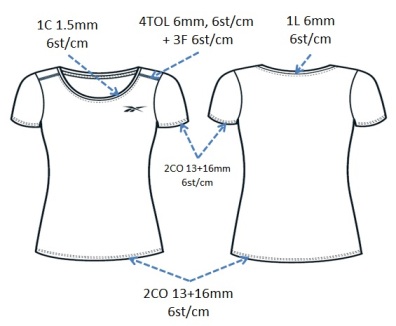 1C 1.5mm
6st/cm
4TOL 6mm, 6st/cm
+ 3F 6st/cm
1L 6mm
6st/cm
2CO 13+16mm
6st/cm
2CO 13+16mm
6st/cm